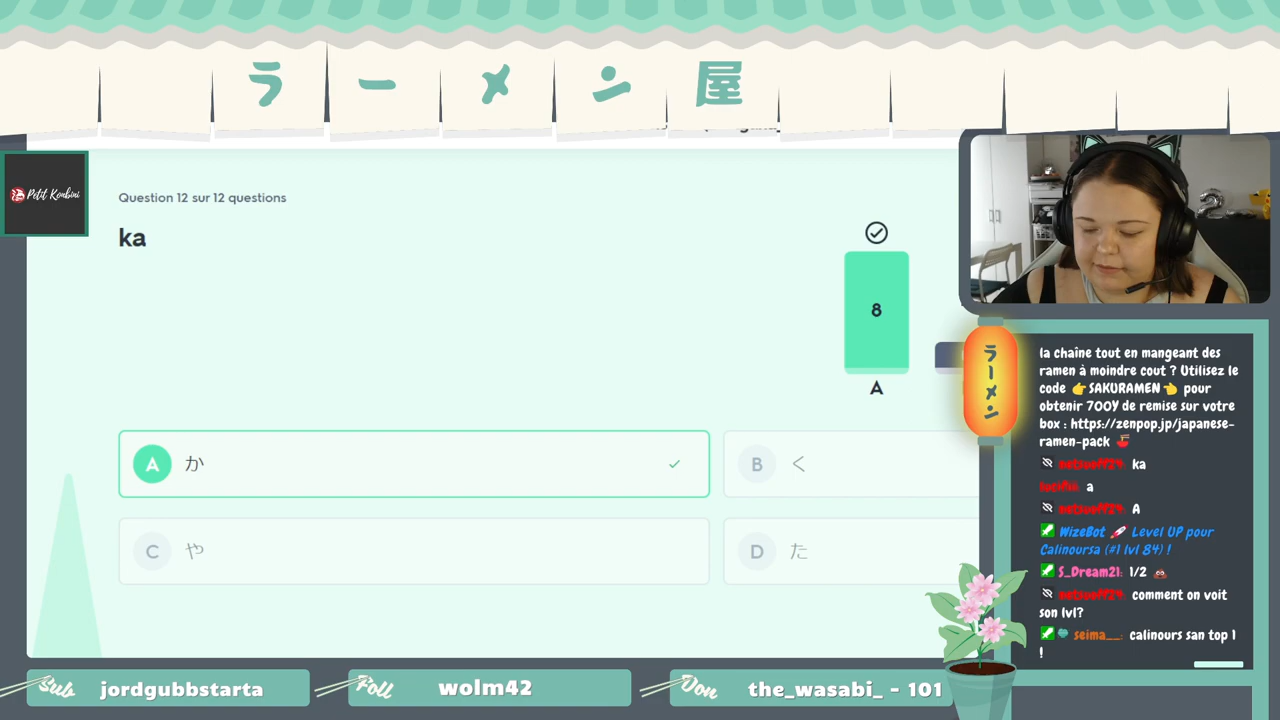 ラーメン屋
Petit Konbini
Question 12 sur 12 questions
ka
8
A
A か
B く
C や
D た
ラーメン
la chaîne tout en mangeant des
ramen à moindre cout ? Utilisez le
code 👉 SAKURAMEN 👈 pour
obtenir 700Y de remise sur votre
box : https://zenpop.jp/japanese-
ramen-pack 🍜
ka
a
A
WizeBot 🚀 Level UP pour
Calinoursa (#1 lvl 84) !
S_Dream21: 1/2 💩
comment on voit
son lvl?
seima__: calinours san top 1
!
Sub jordgubbstarta
Foll wolm42
Don the_wasabi_ - 101